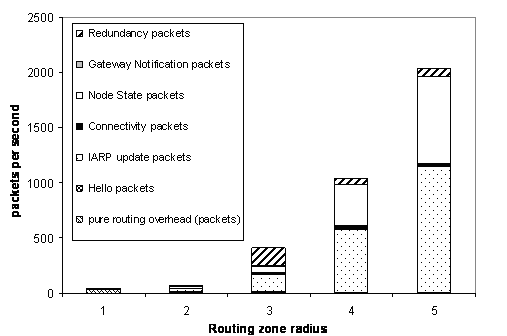 2500
2000
1500
1000
500
0
packets per second
Redundancy packets
Gateway Notification packets
Node State packets
Connectivity packets
IARP update packets
Hello packets
pure routing overhead (packets)
1 2 3 4 5
Routing zone radius